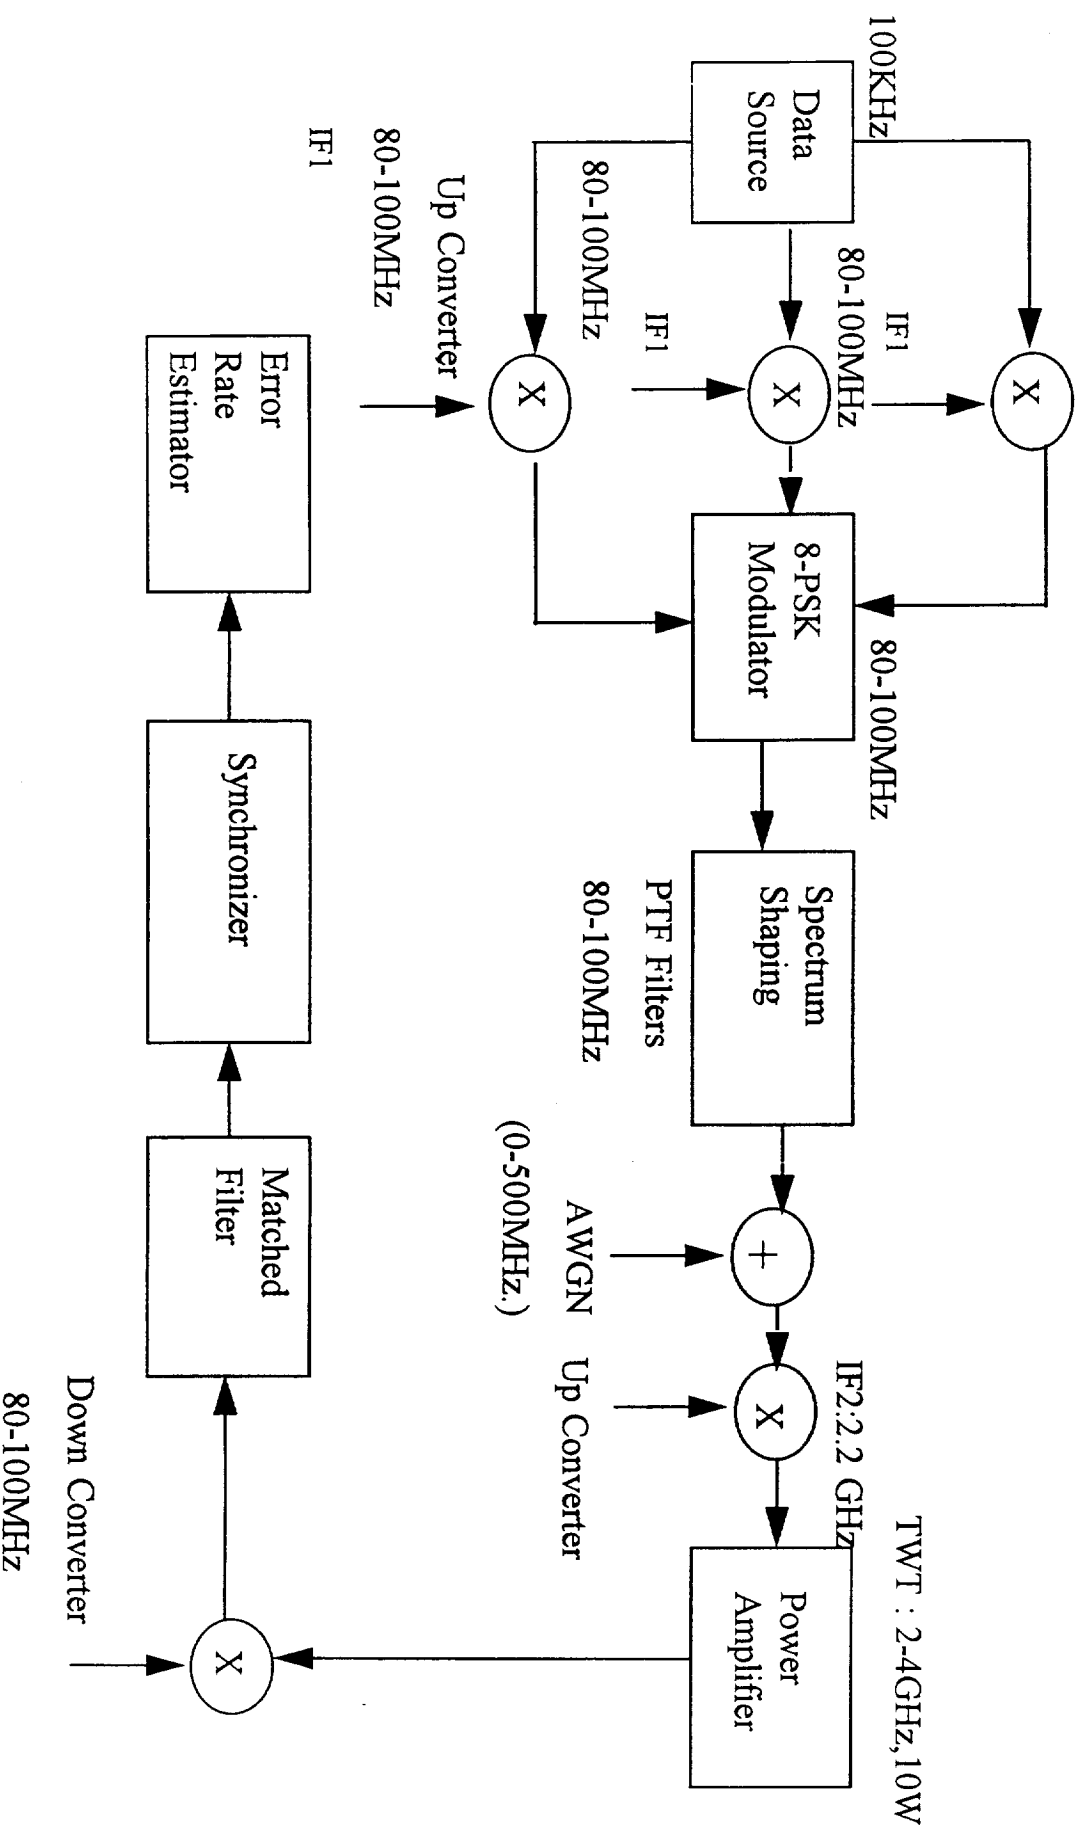 100KHz
Data
Source
IF1
80-100MHz
IF1
80-100MHz
Up Converter
80-100MHz
IF1
X
X
X
8-PSK
Modulator
80-100MHz
Spectrum
Shaping
PTF Filters
80-100MHz
+
AWGN
(0-500MHz.)
IF2:2.2 GHz
X
Up Converter
TWT : 2-4GHz,10W
Power
Amplifier
X
Down Converter
80-100MHz
Matched
Filter
Synchronizer
Error
Rate
Estimator